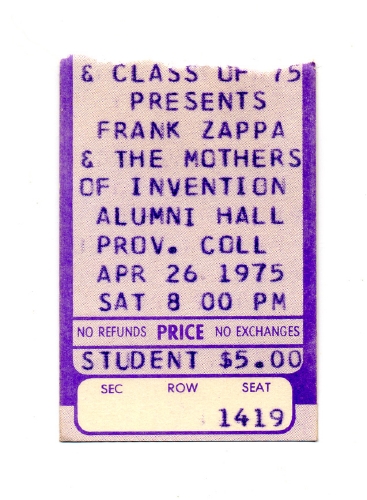 & CLASS OF 75
PRESENTS
FRANK ZAPPA
& THE MOTHERS
OF INVENTION
ALUMNI HALL
PROV. COLL
APR 26 1975
SAT 8 00 PM
NO REFUNDS PRICE NO EXCHANGES
STUDENT $5.00
SEC ROW SEAT
1419